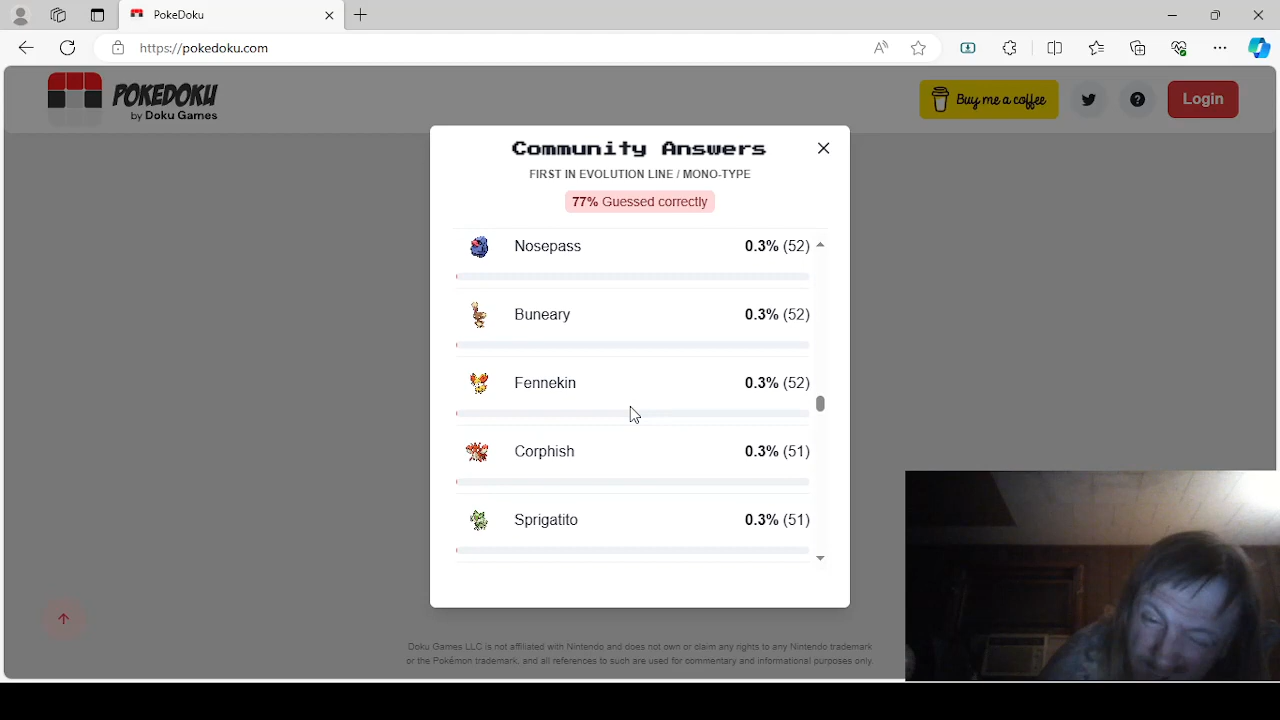 PokeDoku
https://pokedoku.com
POKEDOKU
by Doku Games
Buy me a coffee
Login
Community Answers
FIRST IN EVOLUTION LINE / MONO-TYPE
77% Guessed correctly
Nosepass 0.3% (52)
Buneary 0.3% (52)
Fennekin 0.3% (52)
Corphish 0.3% (51)
Sprigatito 0.3% (51)
Doku Games LLC is not affiliated with Nintendo and does not own or claim any rights to any Nintendo trademark
or the Pokémon trademark, and all references to such are used for commentary and informational purposes only.